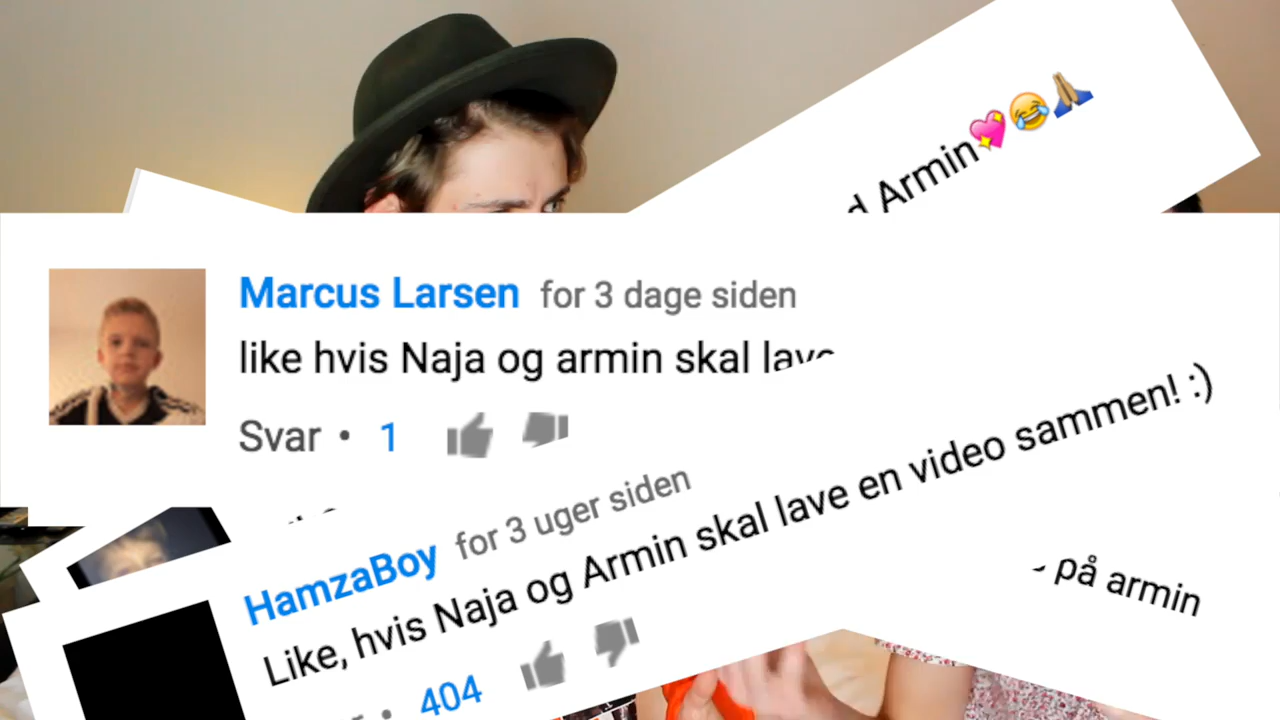 d Armin💖😂🙏
Marcus Larsen for 3 dage siden
like hvis Naja og armin skal lave
Svar • 1
HamzaBoy for 3 uger siden
Like, hvis Naja og Armin skal lave en video sammen! :)
r • 404
på armin